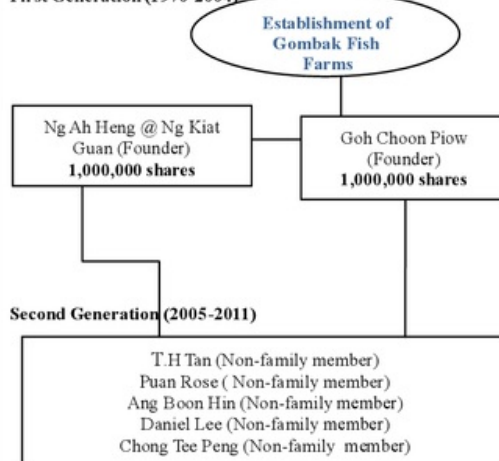 Establishment of
Gombak Fish
Farms
Ng Ah Heng @ Ng Kiat
Guan (Founder)
1,000,000 shares
Goh Choon Piow
(Founder)
1,000,000 shares
Second Generation (2005-2011)
T.H Tan (Non-family member)
Puan Rose ( Non-family member)
Ang Boon Hin (Non-family member)
Daniel Lee (Non-family member)
Chong Tee Peng (Non-family member)